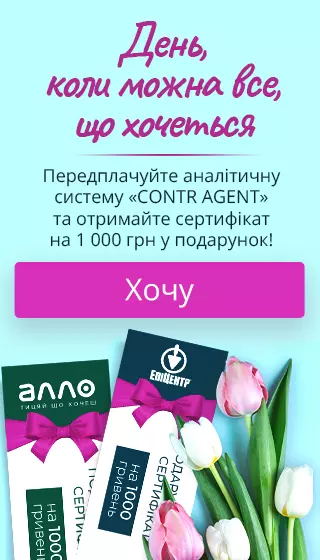 День,
коли можна все,
що хочеться
Передплачуйте аналітичну
систему «CONTR AGENT»
та отримайте сертифікат
на 1 000 грн у подарунок!
Хочу
АЛЛО
ТИЦЯЙ ЩО ХОЧЕШ
ЕПІЦЕНТР
на 1000
гривень
на 1000
гривень